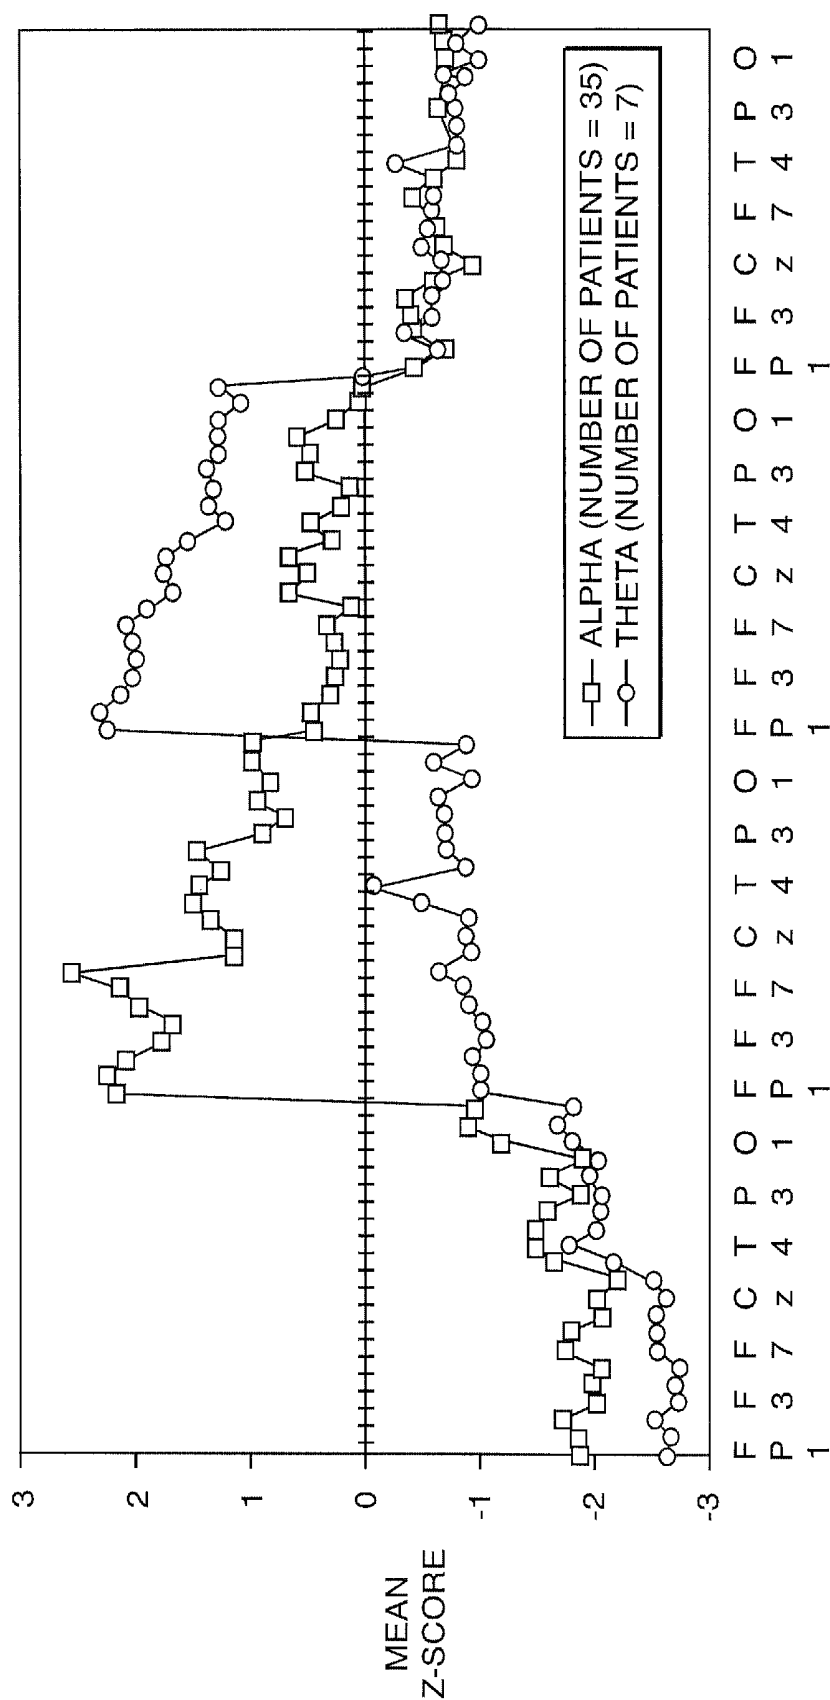 3
2
1
0
-1
-2
-3
MEAN
Z-SCORE
ALPHA (NUMBER OF PATIENTS = 35)
THETA (NUMBER OF PATIENTS = 7)
F F F C T P O F F F C T P O F F F C T P O F F F C T P O
P 3 7 z 4 3 1 P 3 7 z 4 3 1 P 3 7 z 4 3 1 P 3 7 z 4 3 1
1 1 1 1